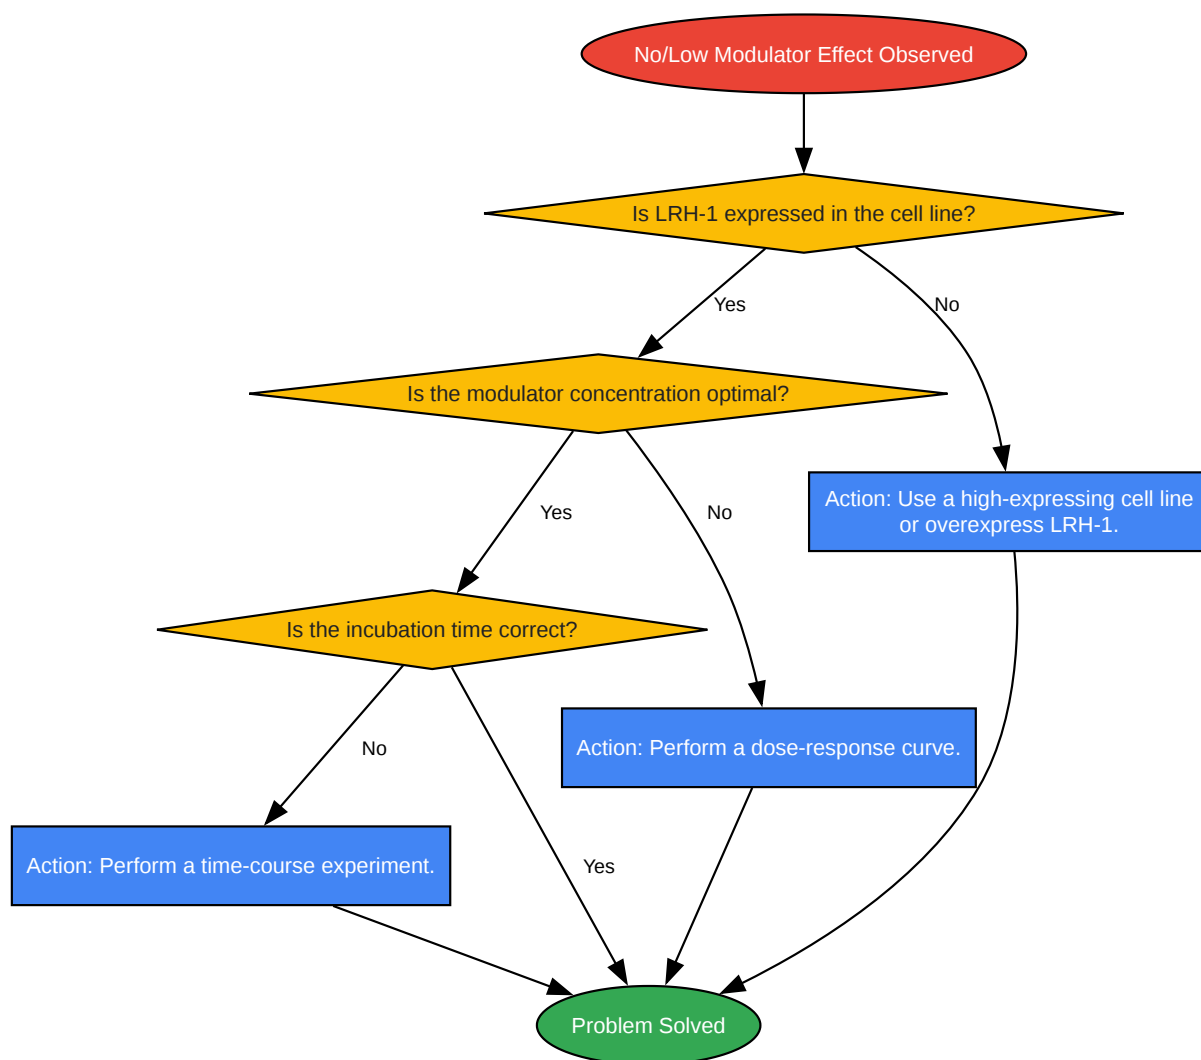 No/Low Modulator Effect Observed
Is LRH-1 expressed in the cell line?
Yes
No
Is the modulator concentration optimal?
Action: Use a high-expressing cell line
or overexpress LRH-1.
Yes
No
Is the incubation time correct?
No
Action: Perform a dose-response curve.
Action: Perform a time-course experiment.
Yes
Problem Solved